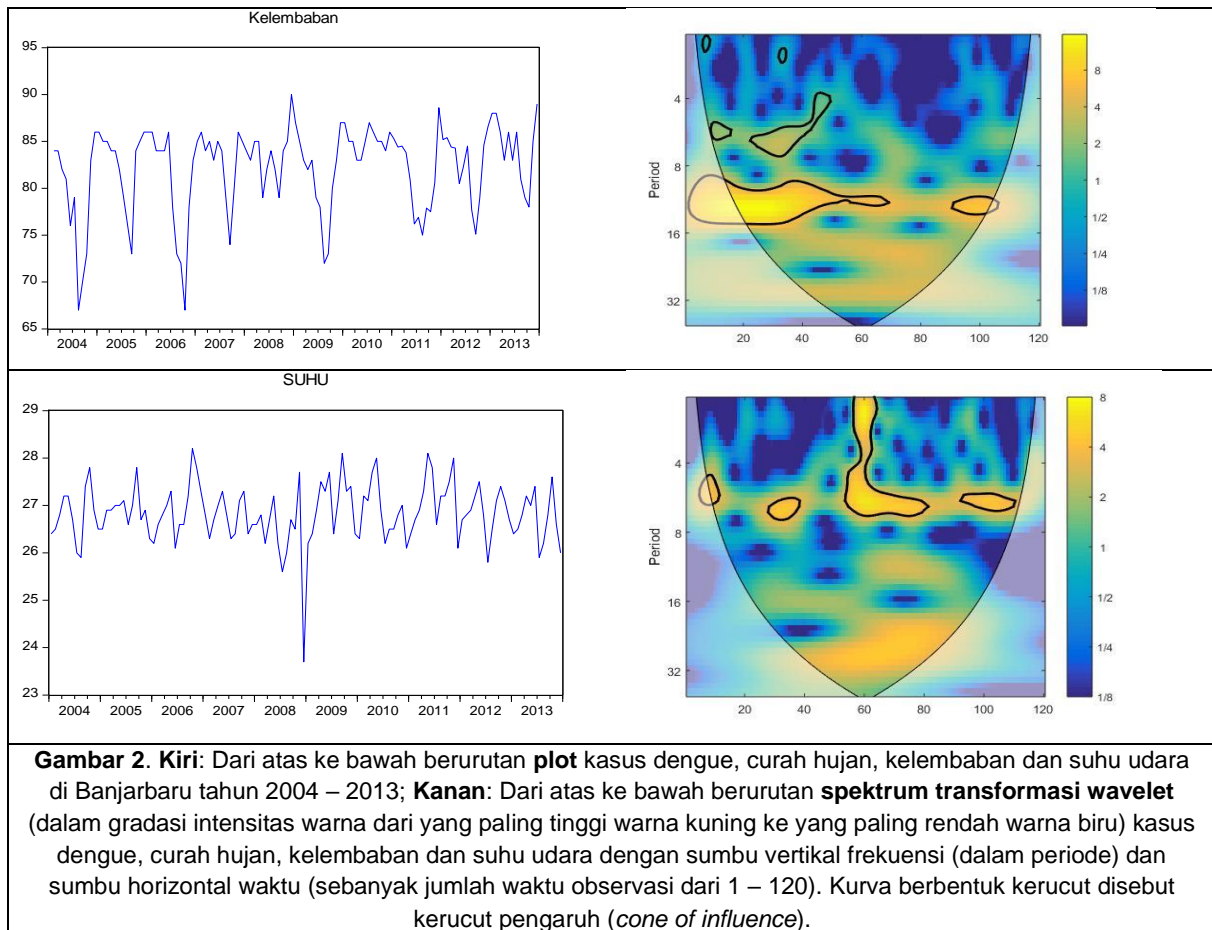 Kelembaban
95
90
85
80
75
70
65
2004 2005 2006 2007 2008 2009 2010 2011 2012 2013
Period
4
8
16
32
20 40 60 80 100 120
8
4
2
1
1/2
1/4
1/8
SUHU
29
28
27
26
25
24
23
2004 2005 2006 2007 2008 2009 2010 2011 2012 2013
Period
4
8
16
32
20 40 60 80 100 120
8
4
2
1
1/2
1/4
1/8
Gambar 2. Kiri: Dari atas ke bawah berurutan plot kasus dengue, curah hujan, kelembaban dan suhu udara
di Banjarbaru tahun 2004 – 2013; Kanan: Dari atas ke bawah berurutan spektrum transformasi wavelet
(dalam gradasi intensitas warna dari yang paling tinggi warna kuning ke yang paling rendah warna biru) kasus
dengue, curah hujan, kelembaban dan suhu udara dengan sumbu vertikal frekuensi (dalam periode) dan
sumbu horizontal waktu (sebanyak jumlah waktu observasi dari 1 – 120). Kurva berbentuk kerucut disebut
kerucut pengaruh (cone of influence).